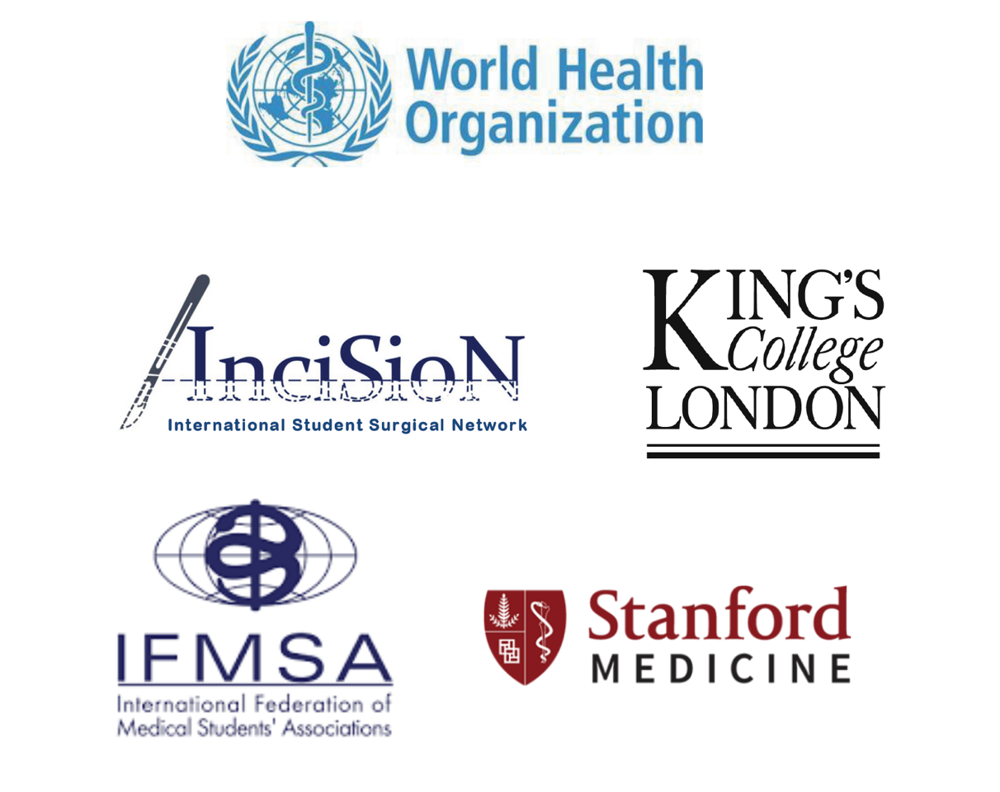 World Health
Organization
InciSioN
International Student Surgical Network
KING'S
College
LONDON
IFMSA
International Federation of
Medical Students' Associations
Stanford
MEDICINE